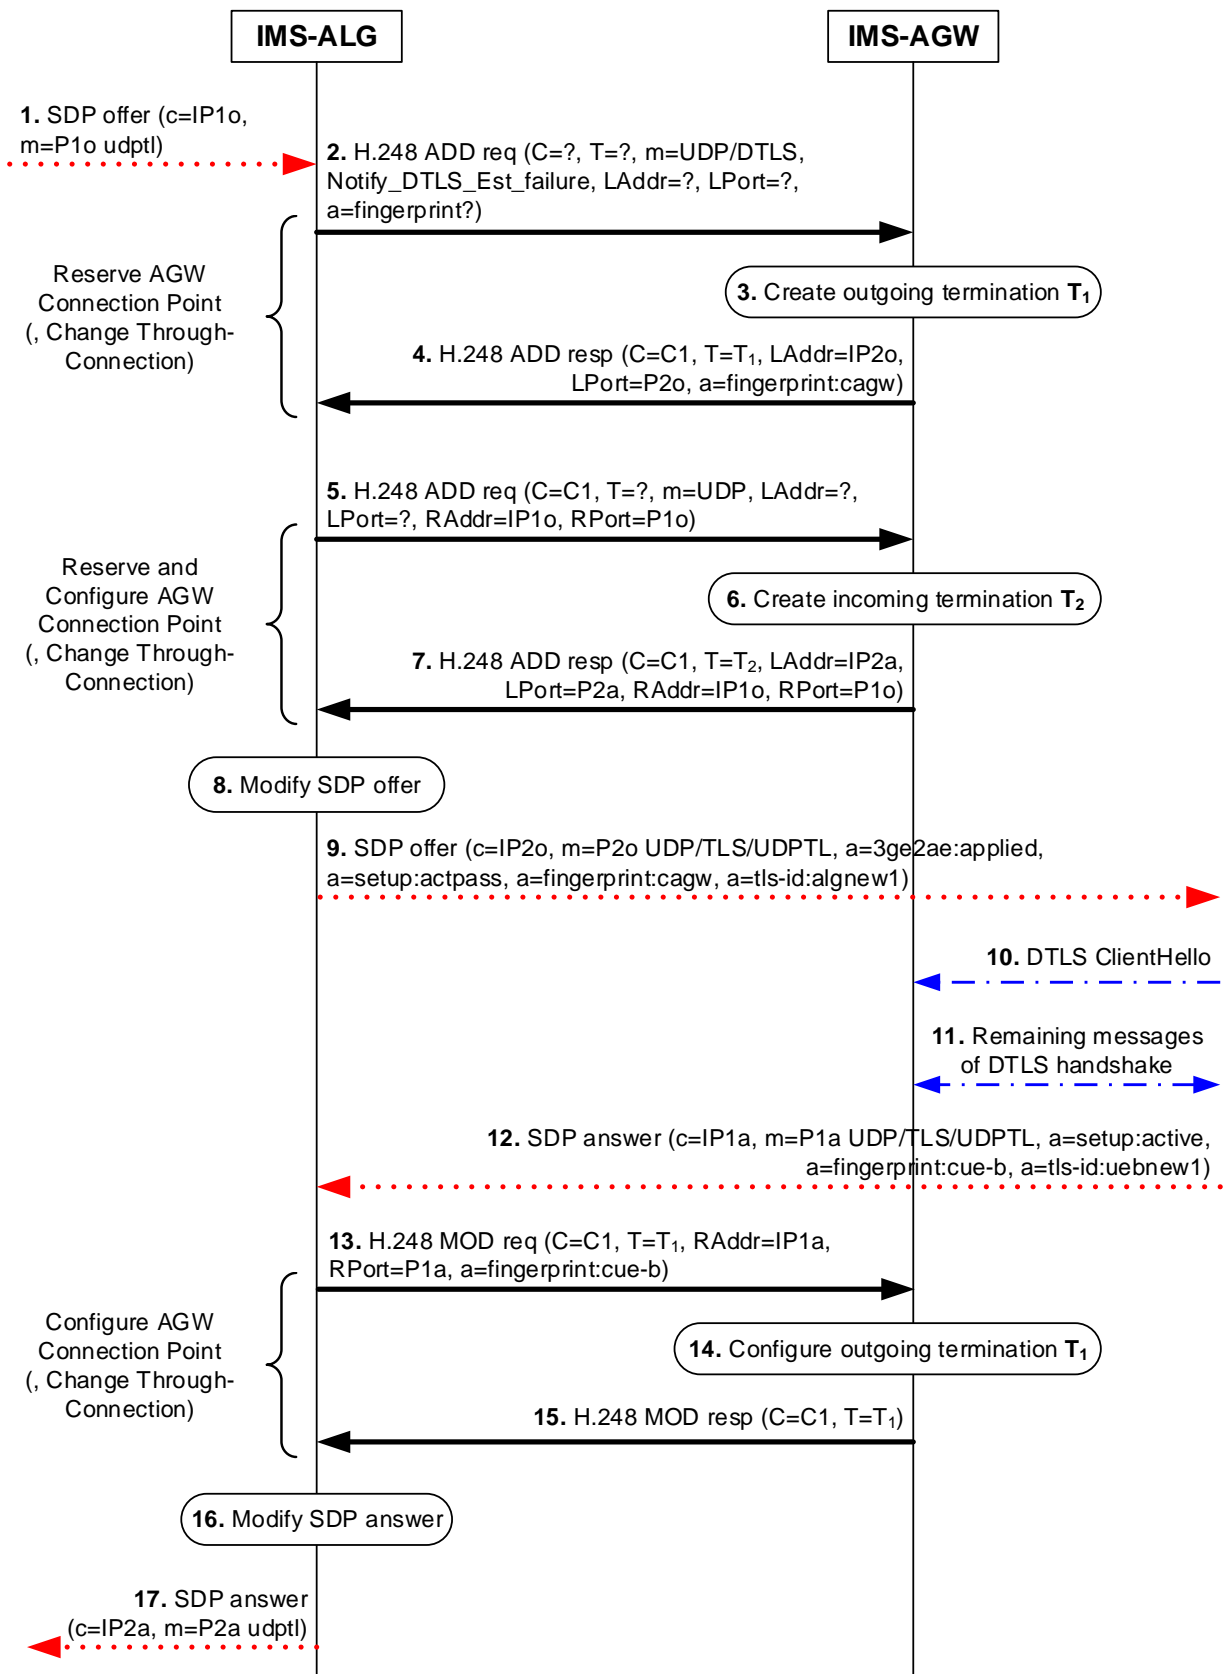 IMS-ALG
IMS-AGW
1. SDP offer (c=IP1o,
m=P1o udptl)
2. H.248 ADD req (C=?, T=?, m=UDP/DTLS,
Notify_DTLS_Est_failure, LAddr=?, LPort=?,
a=fingerprint?)
Reserve AGW
Connection Point
(, Change Through-
Connection)
3. Create outgoing termination T1
4. H.248 ADD resp (C=C1, T=T1, LAddr=IP2o,
LPort=P2o, a=fingerprint:cagw)
5. H.248 ADD req (C=C1, T=?, m=UDP, LAddr=?,
LPort=?, RAddr=IP1o, RPort=P1o)
Reserve and
Configure AGW
Connection Point
(, Change Through-
Connection)
6. Create incoming termination T2
7. H.248 ADD resp (C=C1, T=T2, LAddr=IP2a,
LPort=P2a, RAddr=IP1o, RPort=P1o)
8. Modify SDP offer
9. SDP offer (c=IP2o, m=P2o UDP/TLS/UDPTL, a=3ge2ae:applied,
a=setup:actpass, a=fingerprint:cagw, a=tls-id:algnew1)
10. DTLS ClientHello
11. Remaining messages
of DTLS handshake
12. SDP answer (c=IP1a, m=P1a UDP/TLS/UDPTL, a=setup:active,
a=fingerprint:cue-b, a=tls-id:uebnew1)
13. H.248 MOD req (C=C1, T=T1, RAddr=IP1a,
RPort=P1a, a=fingerprint:cue-b)
Configure AGW
Connection Point
(, Change Through-
Connection)
14. Configure outgoing termination T1
15. H.248 MOD resp (C=C1, T=T1)
16. Modify SDP answer
17. SDP answer
(c=IP2a, m=P2a udptl)